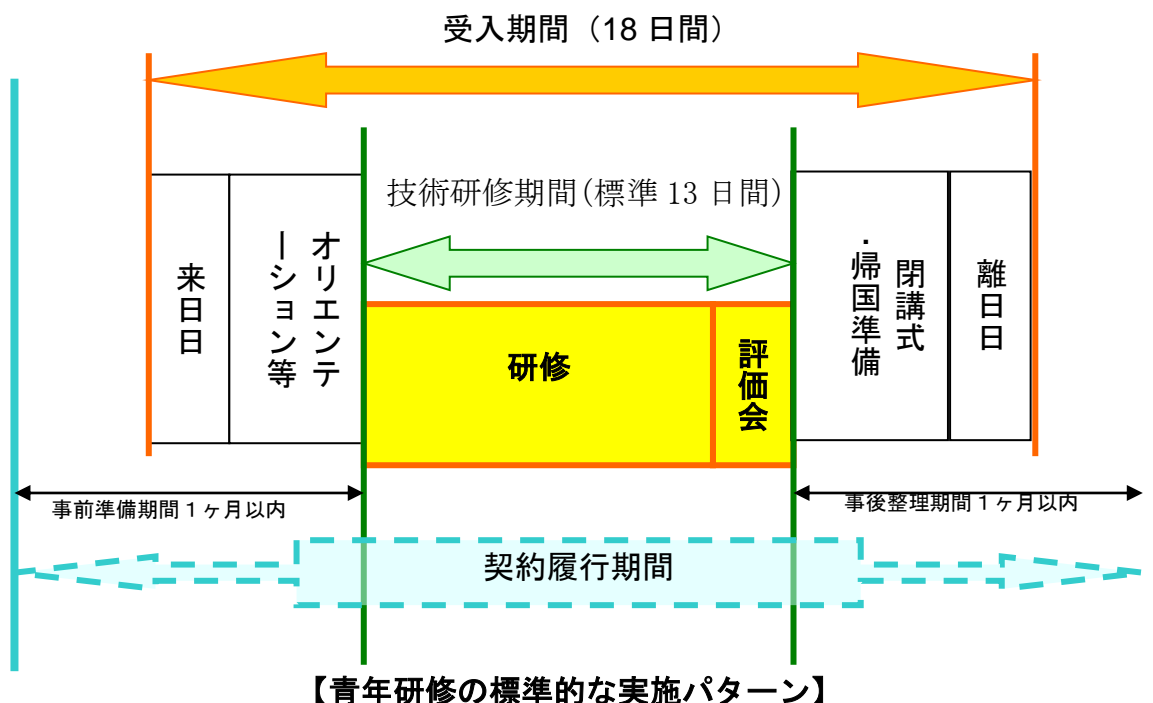 受入期間（18日間）
技術研修期間(標準 13 日間)
来日日
オリエンテ
ーション等
研修
評価会
閉講式
・帰国準備
離日日
事前準備期間１ヶ月以内
事後整理期間１ヶ月以内
契約履行期間
【青年研修の標準的な実施パターン】